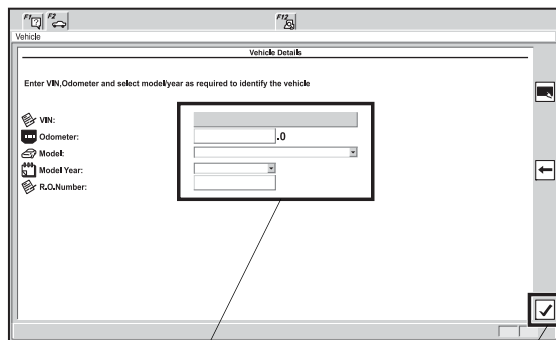 F1 F2 F12
Vehicle
Vehicle Details
Enter VIN,Odometer and select model/year as required to identify the vehicle
VIN:
Odometer: .0
Model:
Model Year:
R.O.Number: